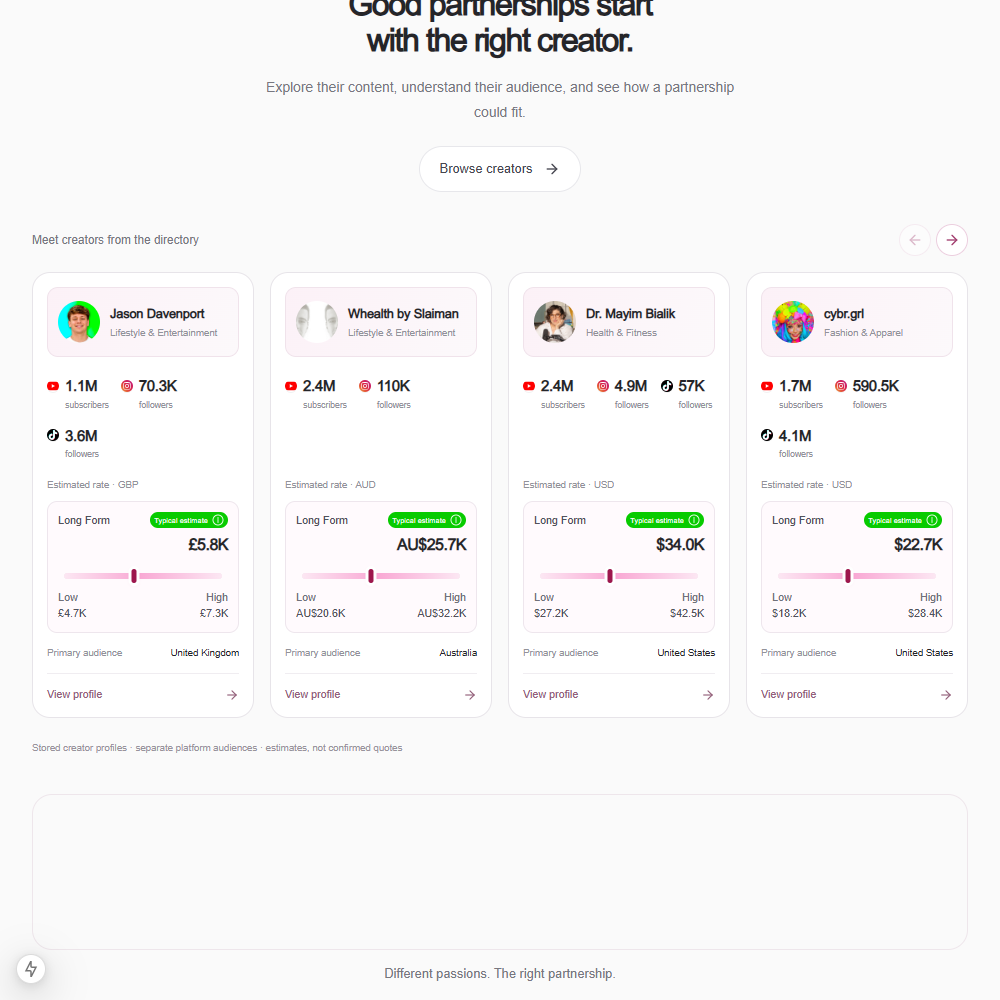 Good partnerships start
with the right creator.
Explore their content, understand their audience, and see how a partnership
could fit.
Browse creators
Meet creators from the directory
Jason Davenport
Lifestyle & Entertainment
1.1M
subscribers
70.3K
followers
3.6M
followers
Estimated rate · GBP
Long Form
Typical estimate
£5.8K
Low
High
£4.7K
£7.3K
Primary audience
United Kingdom
View profile
Whealth by Slaiman
Lifestyle & Entertainment
2.4M
subscribers
110K
followers
Estimated rate · AUD
Long Form
Typical estimate
AU$25.7K
Low
High
AU$20.6K
AU$32.2K
Primary audience
Australia
View profile
Dr. Mayim Bialik
Health & Fitness
2.4M
subscribers
4.9M
followers
57K
followers
Estimated rate · USD
Long Form
Typical estimate
$34.0K
Low
High
$27.2K
$42.5K
Primary audience
United States
View profile
cybr.grl
Fashion & Apparel
1.7M
subscribers
590.5K
followers
4.1M
followers
Estimated rate · USD
Long Form
Typical estimate
$22.7K
Low
High
$18.2K
$28.4K
Primary audience
United States
View profile
Stored creator profiles · separate platform audiences · estimates, not confirmed quotes
Different passions. The right partnership.